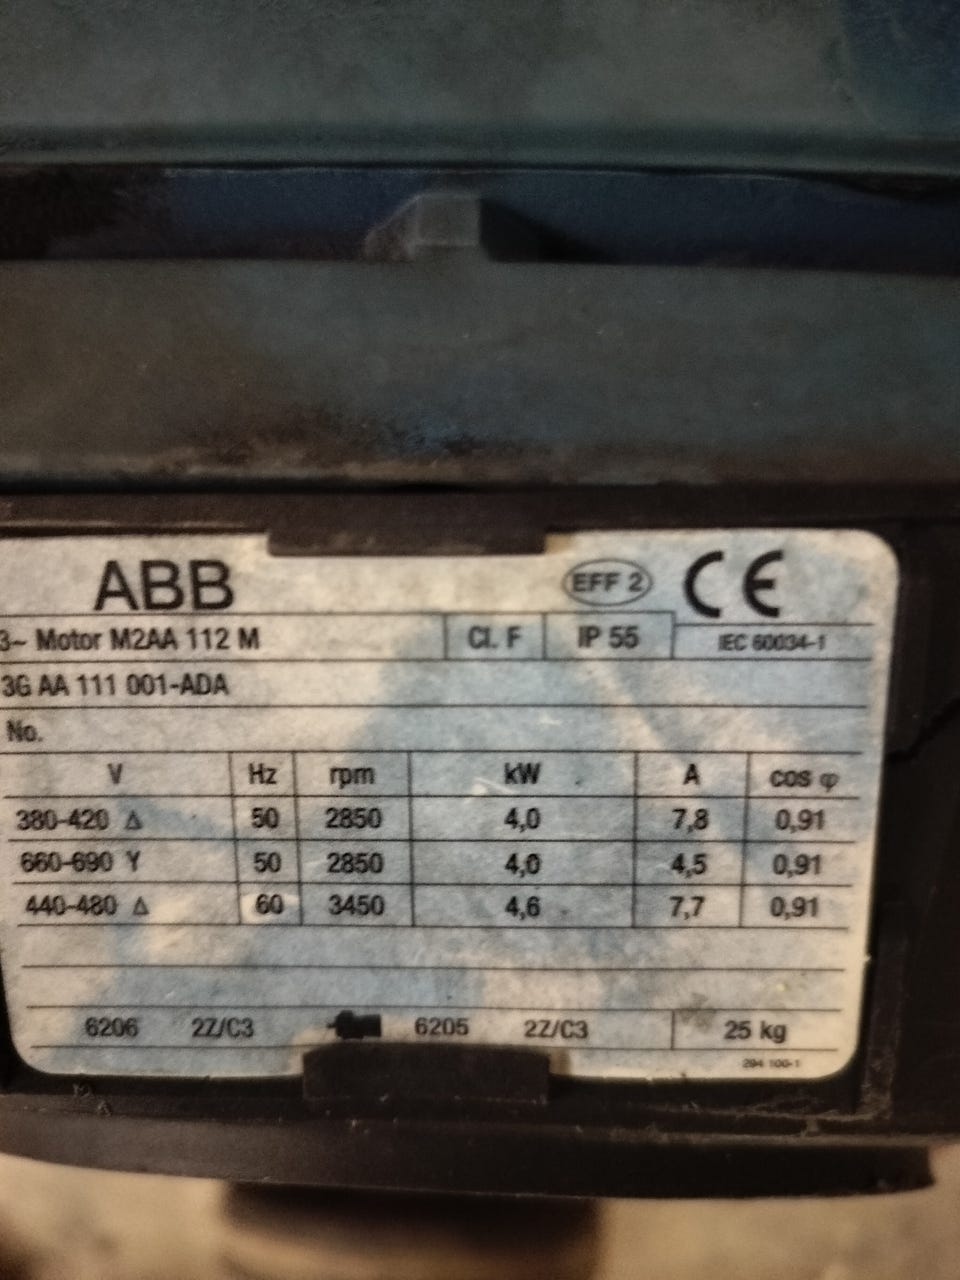 ABB EFF 2 CE
3~ Motor M2AA 112 M Cl. F IP 55 IEC 60034-1
3G AA 111 001-ADA
No.
V Hz rpm kW A cos φ
380-420 Δ 50 2850 4,0 7,8 0,91
660-690 Y 50 2850 4,0 4,5 0,91
440-480 Δ 60 3450 4,6 7,7 0,91
6206 2Z/C3 6205 2Z/C3 25 kg
294 100-1